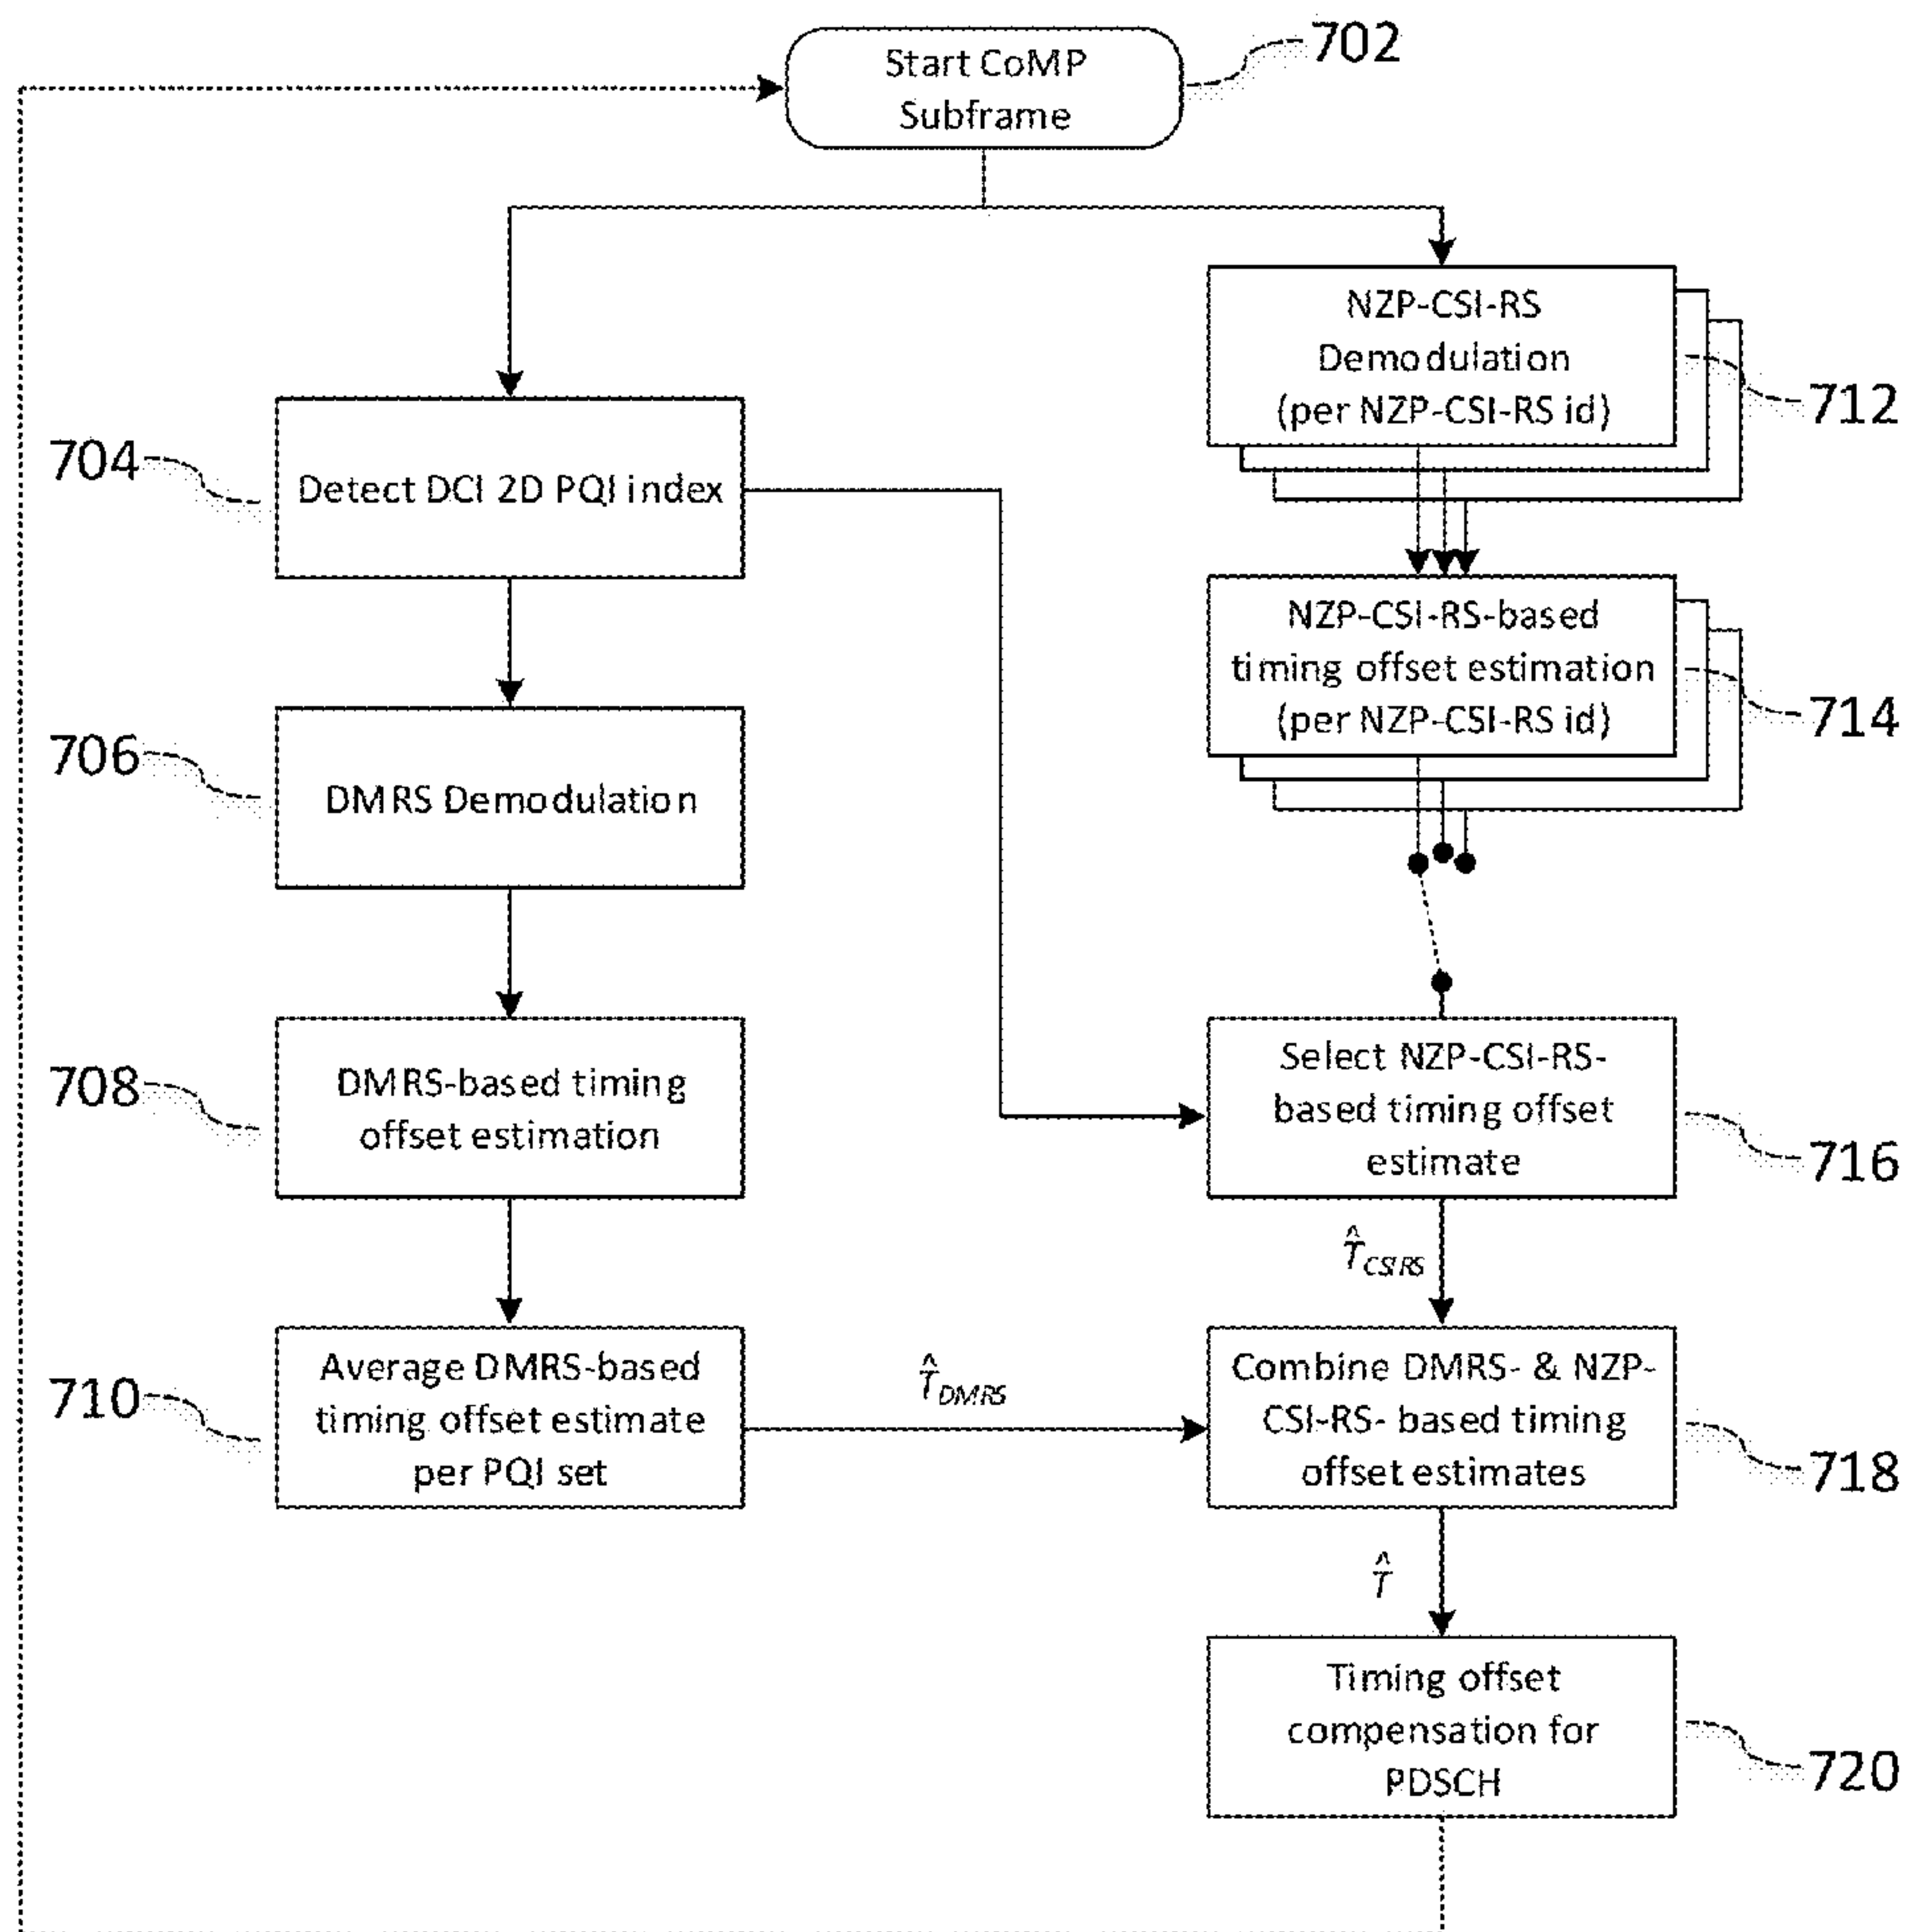 Start CoMP
Subframe
702
NZP-CSI-RS
Demodulation
(per NZP-CSI-RS id)
712
704
Detect DCI 2D PQI index
NZP-CSI-RS-based
timing offset estimation
(per NZP-CSI-RS id)
714
706
DMRS Demodulation
708
DMRS-based timing
offset estimation
Select NZP-CSI-RS-
based timing offset
estimate
716
T̂CSIRS
710
Average DMRS-based
timing offset estimate
per PQI set
T̂DMRS
Combine DMRS- & NZP-
CSI-RS- based timing
offset estimates
718
T̂
Timing offset
compensation for
PDSCH
720